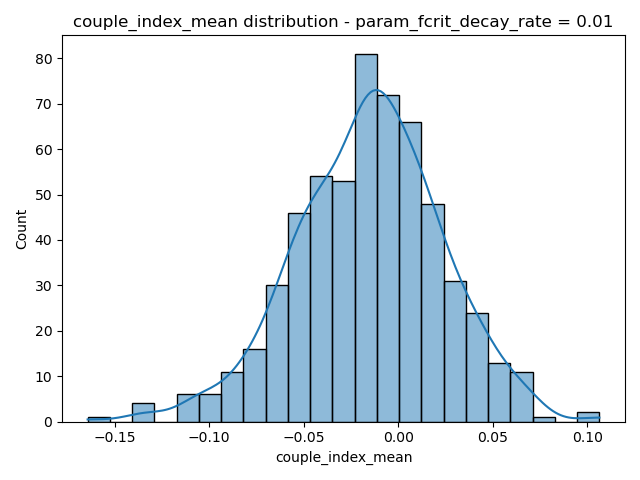 couple_index_mean distribution - param_fcrit_decay_rate = 0.01
80
70
60
50
40
30
20
10
0
Count
−0.15 −0.10 −0.05 0.00 0.05 0.10
couple_index_mean